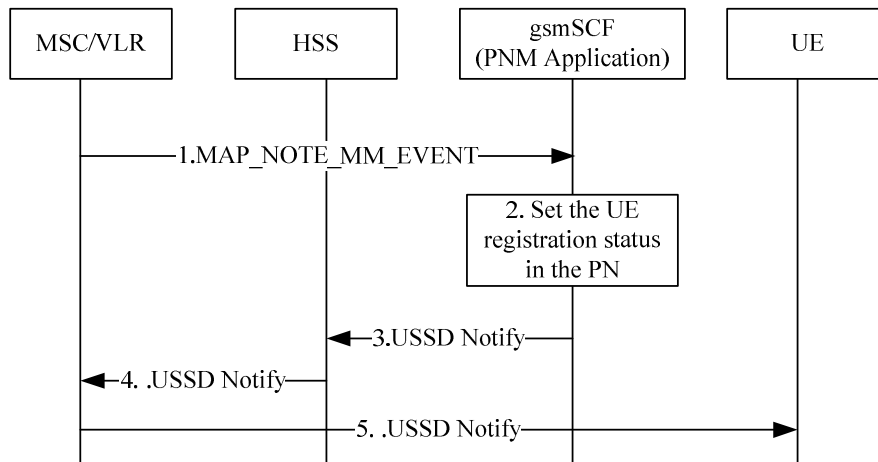 MSC/VLR
HSS
gsmSCF
(PNM Application)
UE
1.MAP_NOTE_MM_EVENT
2. Set the UE
registration status
in the PN
3.USSD Notify
4. .USSD Notify
5. .USSD Notify